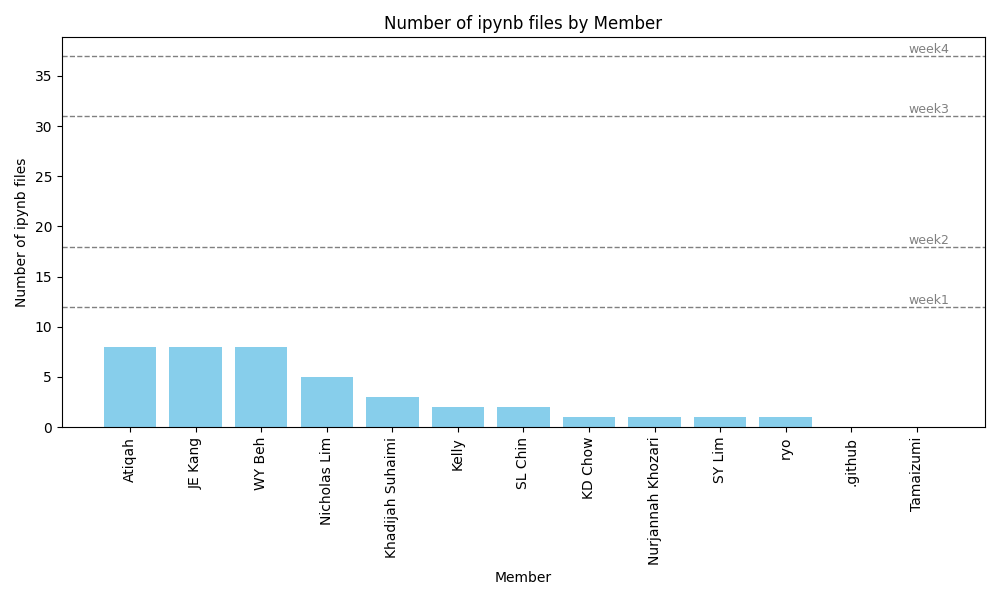 Number of ipynb files by Member
Number of ipynb files
35
30
25
20
15
10
5
0
week4
week3
week2
week1
Atiqah
JE Kang
WY Beh
Nicholas Lim
Khadijah Suhaimi
Kelly
SL Chin
KD Chow
Nurjannah Khozari
SY Lim
ryo
.github
Tamaizumi
Member